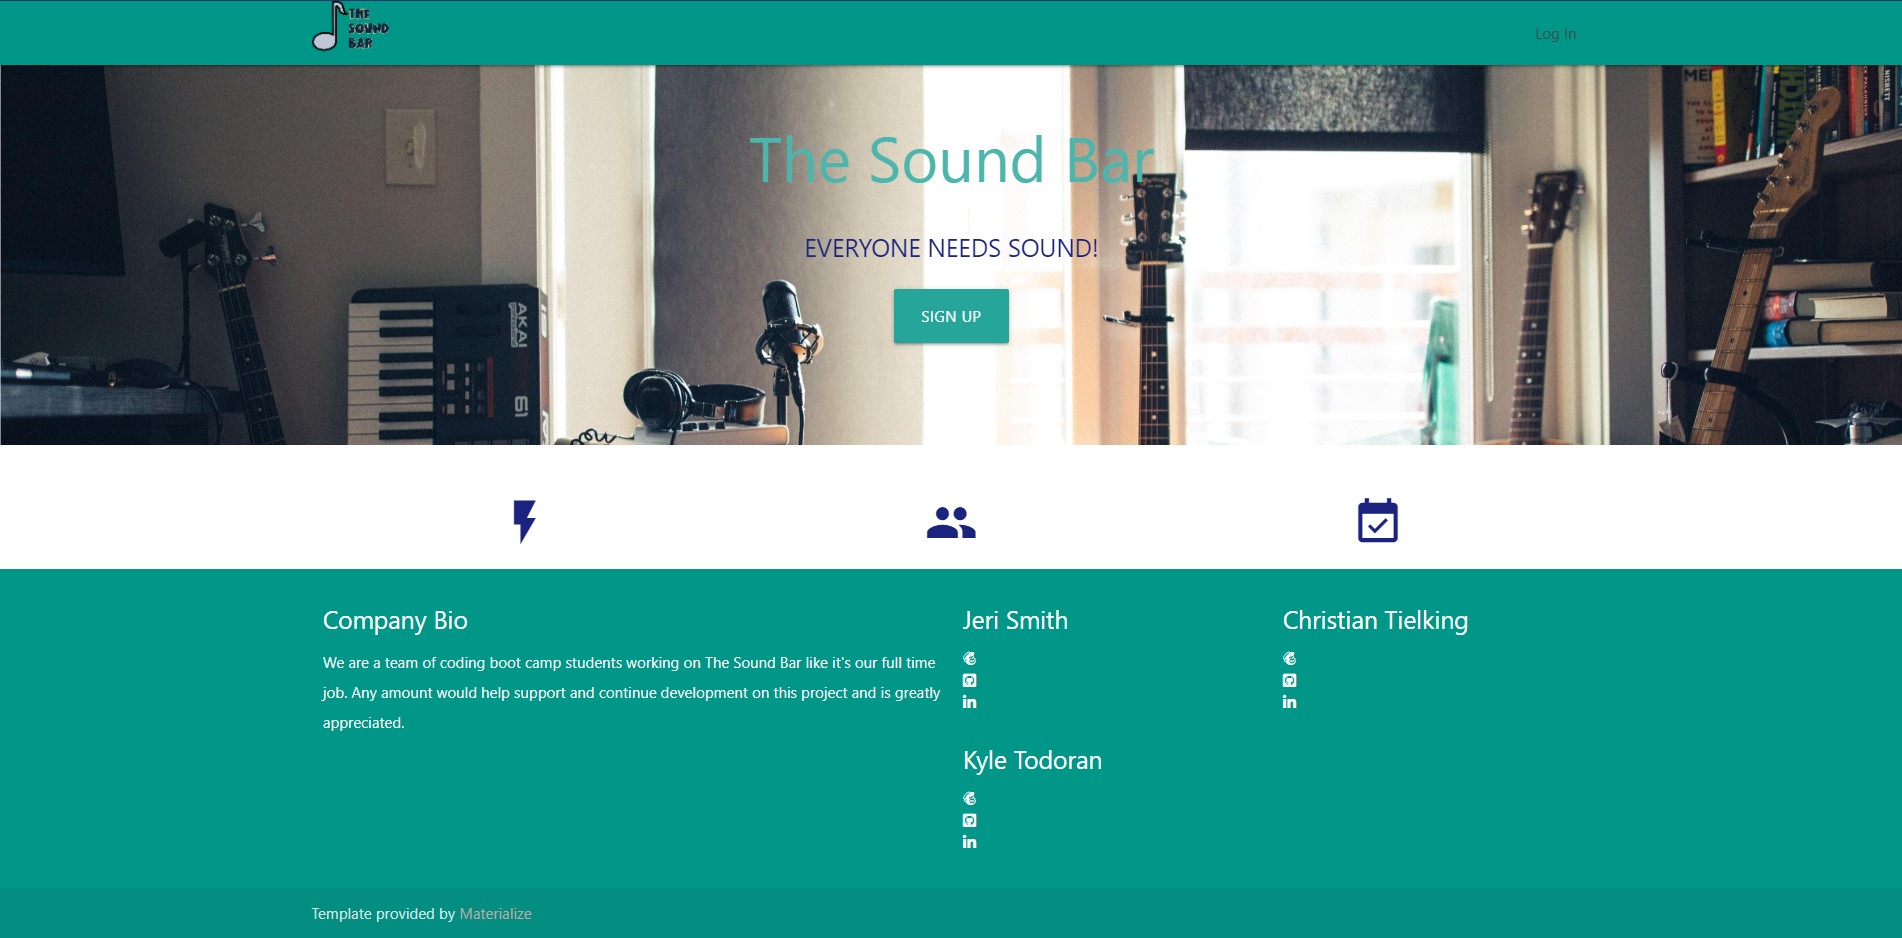 THE
SOUND
BAR
Log In
The Sound Bar
EVERYONE NEEDS SOUND!
SIGN UP
AKAI
61
NISBETT
Company Bio
We are a team of coding boot camp students working on The Sound Bar like it's our full time
job. Any amount would help support and continue development on this project and is greatly
appreciated.
Jeri Smith
in
Christian Tielking
in
Kyle Todoran
in
Template provided by Materialize